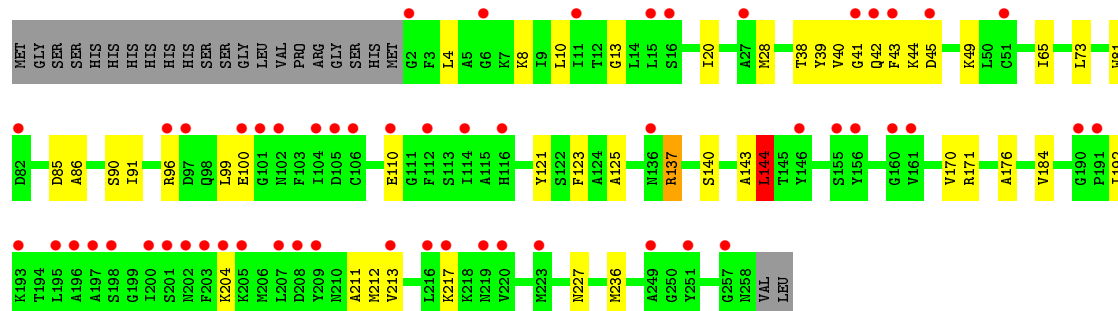 MET GLY SER SER HIS HIS HIS HIS HIS HIS SER SER GLY LEU VAL PRO ARG GLY SER HIS MET G2 F3 L4 A5 G6 K7 K8 I9 L10 I11 T12 G13 L14 L15 S16 I20 A27 M28 T38 Y39 V40 G41 Q42 F43 K44 D45 K49 L50 C51 I65 L73 W81
D82 D85 A86 S90 I91 R96 D97 Q98 L99 E100 G101 N102 F103 I104 D105 C106 E110 G111 F112 S113 I114 A115 H116 Y121 S122 F123 A124 A125 N136 R137 S140 A143 L144 T145 Y146 S155 Y156 G160 V161 V170 R171 A176 V184 G190 P191 I192
K193 T194 L195 A196 A197 S198 G199 I200 S201 N202 F203 K204 K205 M206 L207 D208 Y209 N210 A211 M212 V213 L216 K217 K218 N219 V220 M223 N227 M236 A249 G250 Y251 G257 N258 VAL LEU